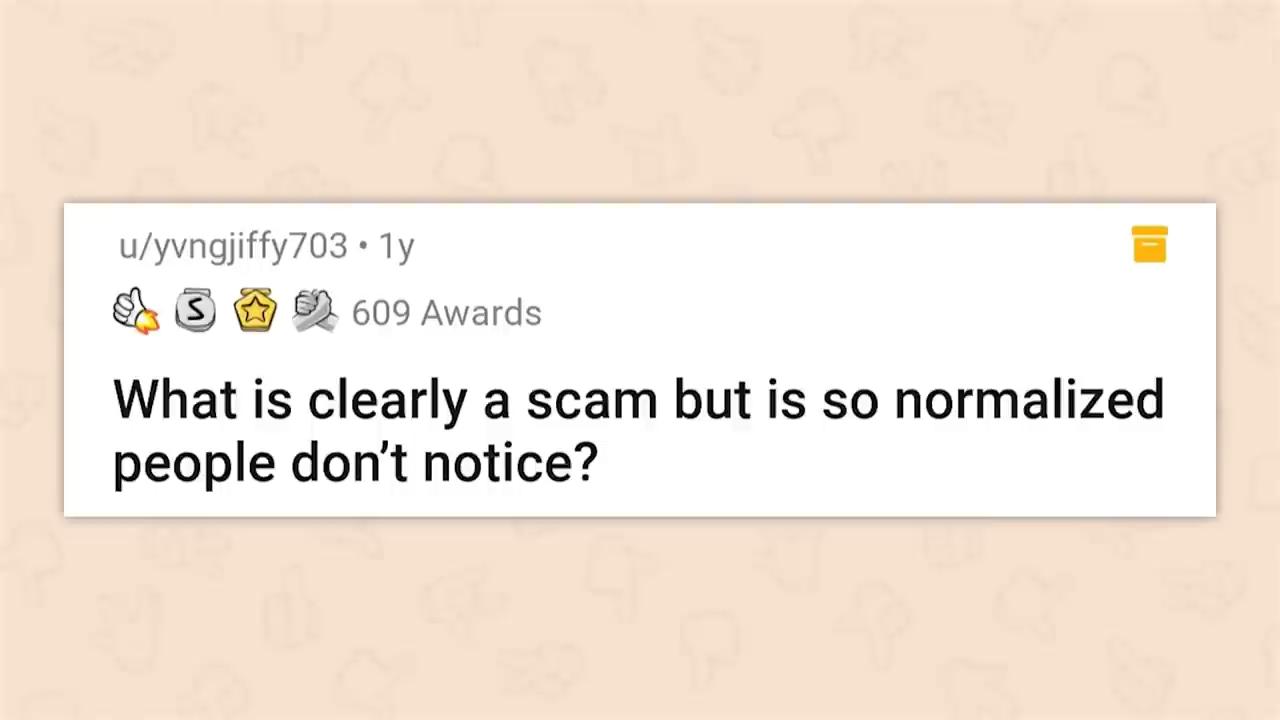 u/yvngjiffy703 • 1y
609 Awards
What is clearly a scam but is so normalized
people don’t notice?